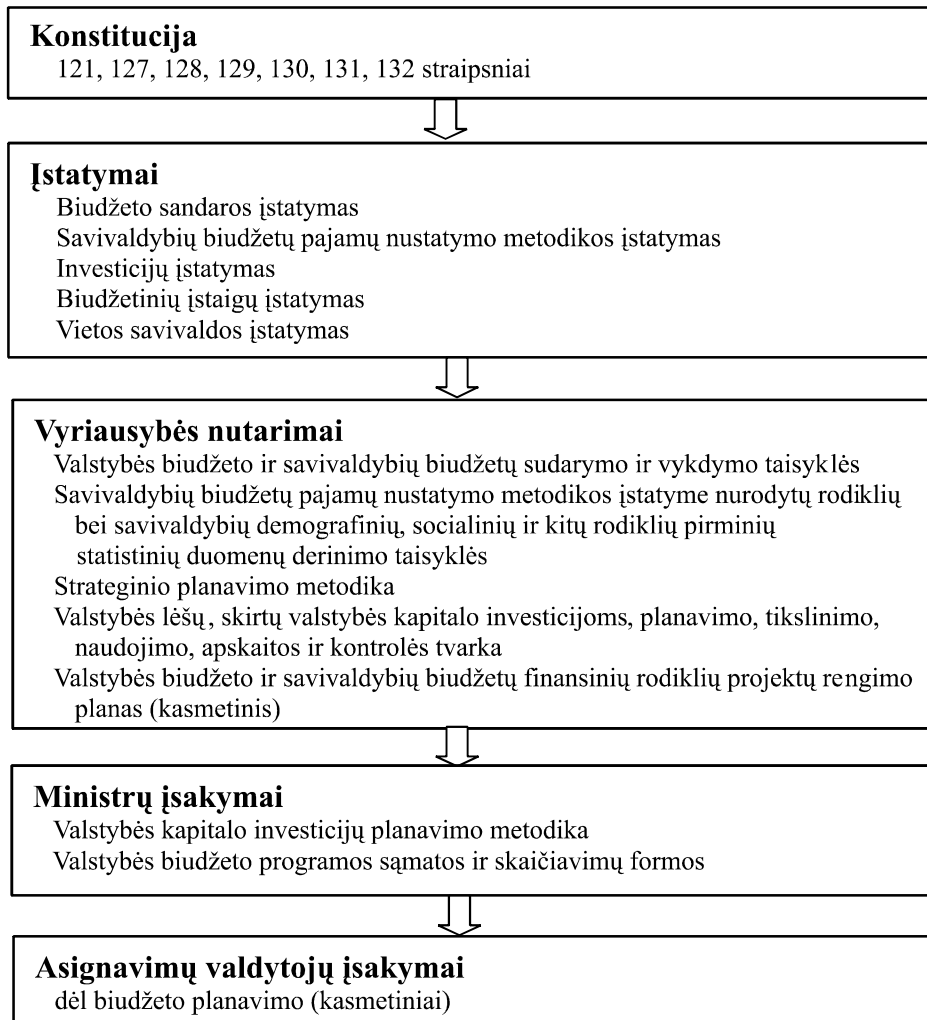 Konstitucija
121, 127, 128, 129, 130, 131, 132 straipsniai
Įstatymai
Biudžeto sandaros įstatymas
Savivaldybių biudžetų pajamų nustatymo metodikos įstatymas
Investicijų įstatymas
Biudžetinių įstaigų įstatymas
Vietos savivaldos įstatymas
Vyriausybės nutarimai
Valstybės biudžeto ir savivaldybių biudžetų sudarymo ir vykdymo taisyklės
Savivaldybių biudžetų pajamų nustatymo metodikos įstatyme nurodytų rodiklių
bei savivaldybių demografinių, socialinių ir kitų rodiklių pirminių
statistinių duomenų derinimo taisyklės
Strateginio planavimo metodika
Valstybės lėšų, skirtų valstybės kapitalo investicijoms, planavimo, tikslinimo,
naudojimo, apskaitos ir kontrolės tvarka
Valstybės biudžeto ir savivaldybių biudžetų finansinių rodiklių projektų rengimo
planas (kasmetinis)
Ministrų įsakymai
Valstybės kapitalo investicijų planavimo metodika
Valstybės biudžeto programos sąmatos ir skaičiavimų formos
Asignavimų valdytojų įsakymai
dėl biudžeto planavimo (kasmetiniai)